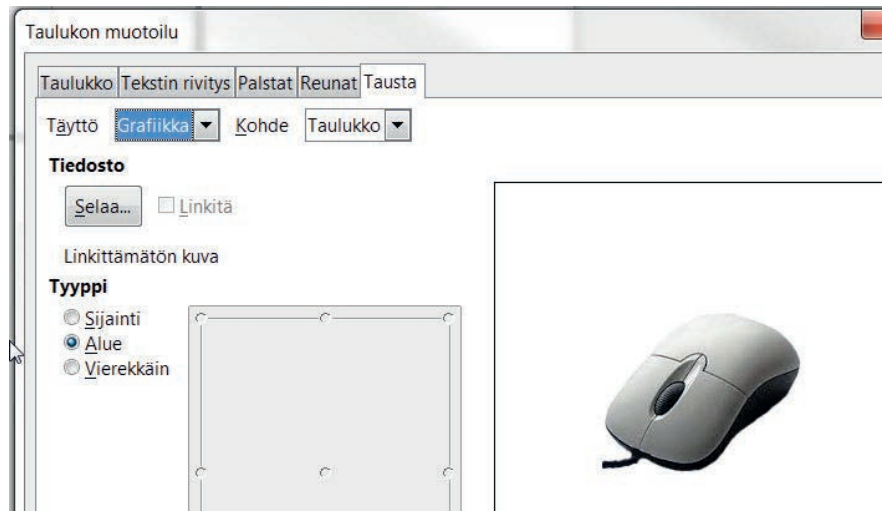 Taulukon muotoilu
Taulukko Tekstin rivitys Palstat Reunat Tausta
Täyttö Grafiikka Kohde Taulukko
Tiedosto
Selaa... Linkitä
Linkittämätön kuva
Tyyppi
Sijainti
Alue
Vierekkäin